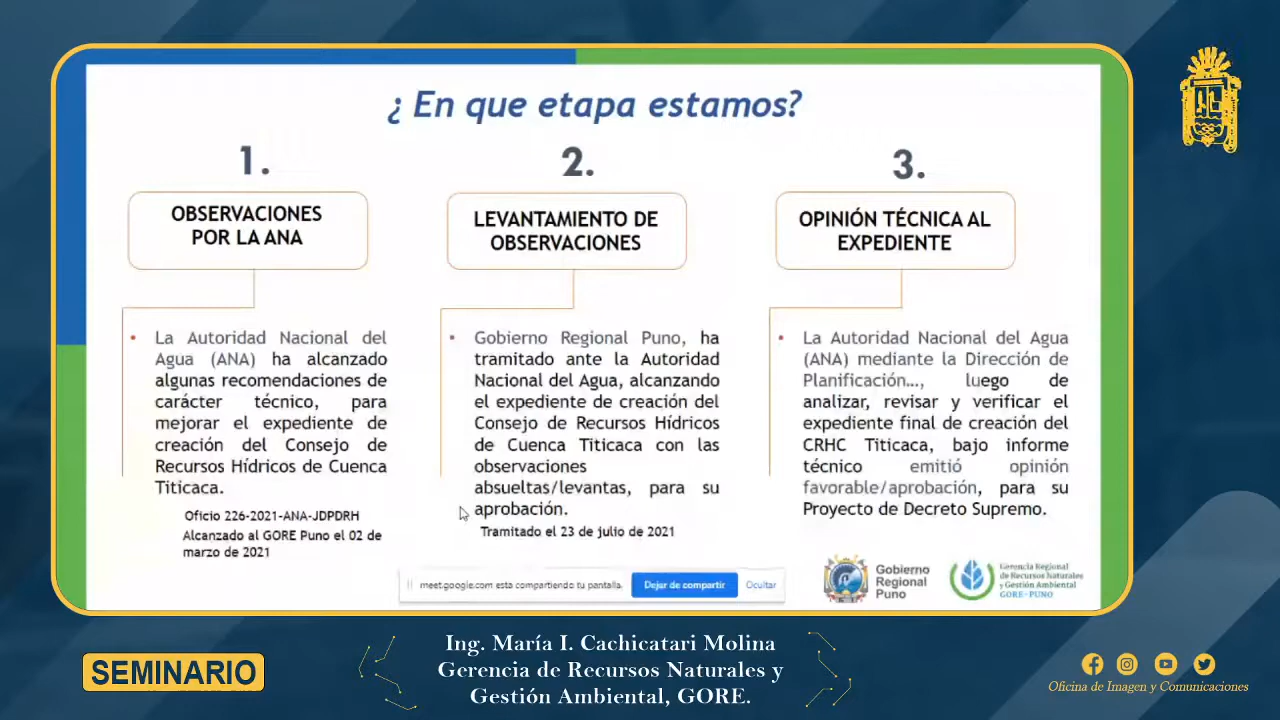 ¿ En que etapa estamos?
1.
OBSERVACIONES
POR LA ANA
• La Autoridad Nacional del
Agua (ANA) ha alcanzado
algunas recomendaciones de
carácter técnico, para
mejorar el expediente de
creación del Consejo de
Recursos Hídricos de Cuenca
Titicaca.
Oficio 226-2021-ANA-JDPDRH
Alcanzado al GORE Puno el 02 de
marzo de 2021
2.
LEVANTAMIENTO DE
OBSERVACIONES
• Gobierno Regional Puno, ha
tramitado ante la Autoridad
Nacional del Agua, alcanzando
el expediente de creación del
Consejo de Recursos Hídricos
de Cuenca Titicaca con las
observaciones
absueltas/levantas, para su
aprobación.
Tramitado el 23 de julio de 2021
3.
OPINIÓN TÉCNICA AL
EXPEDIENTE
• La Autoridad Nacional del Agua
(ANA) mediante la Dirección de
Planificación…, luego de
analizar, revisar y verificar el
expediente final de creación del
CRHC Titicaca, bajo informe
técnico emitió opinión
favorable/aprobación, para su
Proyecto de Decreto Supremo.
meet.google.com esta compartiendo tu pantalla.
Dejar de compartir
Ocultar
Gobierno
Regional
Puno
Gerencia Regional
de Recursos Naturales
y Gestión Ambiental
GORE - PUNO
SEMINARIO
Ing. María I. Cachicatari Molina
Gerencia de Recursos Naturales y
Gestión Ambiental, GORE.
Oficina de Imagen y Comunicaciones